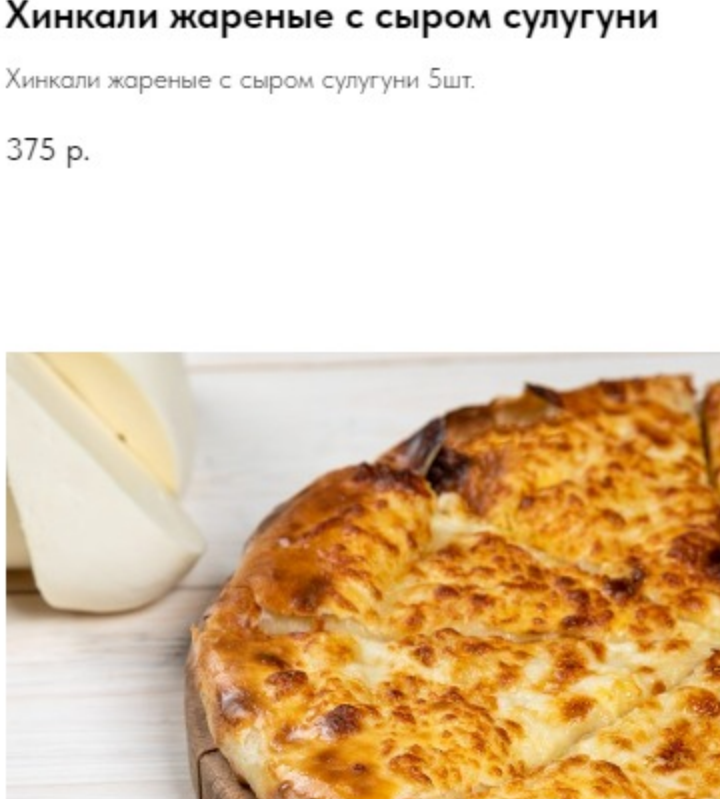 Хинкали жареные с сыром сулугуни
Хинкали жареные с сыром сулугуни 5шт.
375 р.